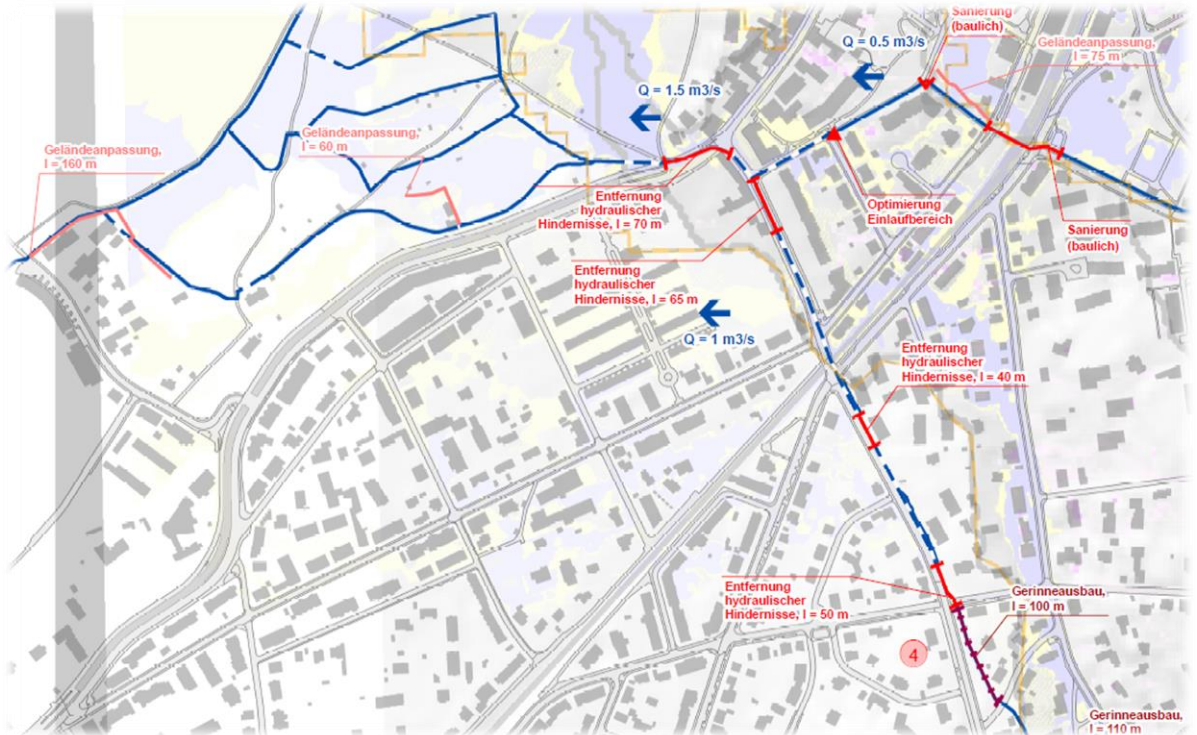 Sanierung
(baulich)
Q = 0.5 m3/s
Geländeanpassung,
l = 75 m
Q = 1.5 m3/s
Geländeanpassung,
l = 60 m
Geländeanpassung,
l = 160 m
Entfernung
hydraulischer
Hindernisse, l = 70 m
Optimierung
Einlaufbereich
Sanierung
(baulich)
Entfernung
hydraulischer
Hindernisse, l = 65 m
Q = 1 m3/s
Entfernung
hydraulischer
Hindernisse, l = 40 m
Entfernung
hydraulischer
Hindernisse, l = 50 m
Gerinneausbau,
l = 100 m
4
Gerinneausbau,
l = 110 m